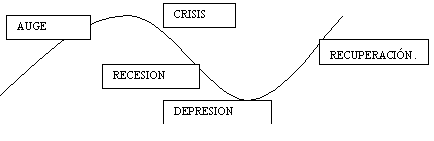 CRISIS
AUGE
RECUPERACIÓN.
RECESION
DEPRESION